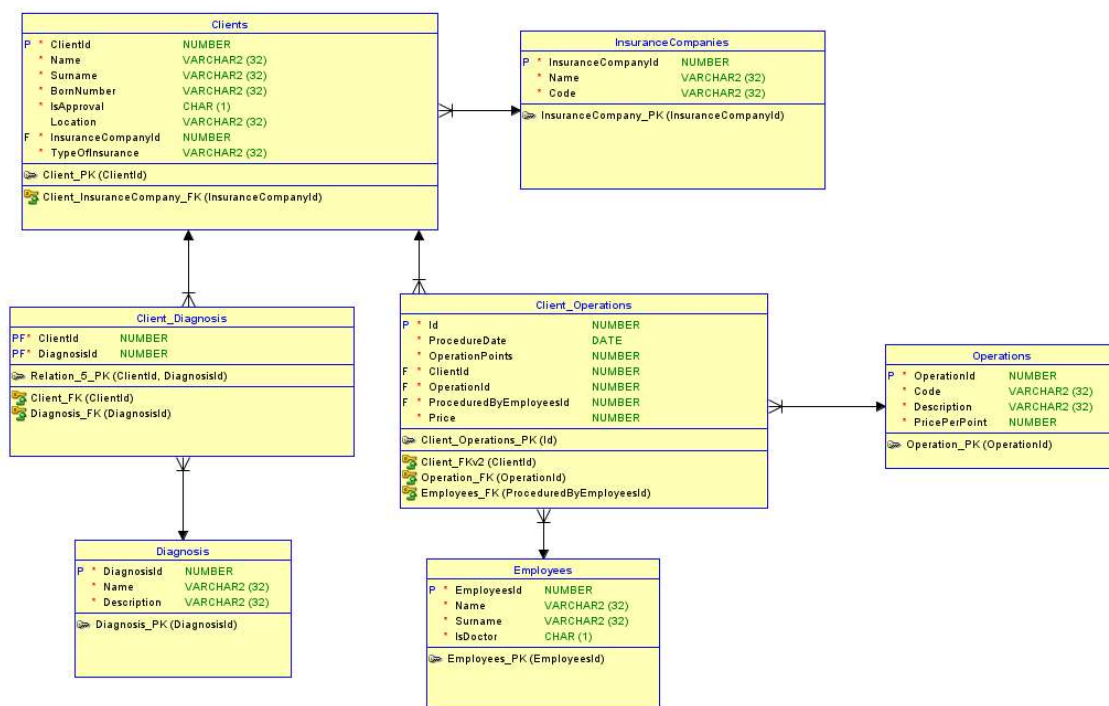 Clients
P * ClientId NUMBER
* Name VARCHAR2 (32)
* Surname VARCHAR2 (32)
* BornNumber VARCHAR2 (32)
* IsApproval CHAR (1)
Location VARCHAR2 (32)
F * InsuranceCompanyId NUMBER
* TypeOfInsurance VARCHAR2 (32)
Client_PK (ClientId)
Client_InsuranceCompany_FK (InsuranceCompanyId)
InsuranceCompanies
P * InsuranceCompanyId NUMBER
* Name VARCHAR2 (32)
* Code VARCHAR2 (32)
InsuranceCompany_PK (InsuranceCompanyId)
Client_Diagnosis
PF* ClientId NUMBER
PF* DiagnosisId NUMBER
Relation_5_PK (ClientId, DiagnosisId)
Client_FK (ClientId)
Diagnosis_FK (DiagnosisId)
Client_Operations
P * Id NUMBER
* ProcedureDate DATE
* OperationPoints NUMBER
F * ClientId NUMBER
F * OperationId NUMBER
F * ProceduredByEmployeesId NUMBER
* Price NUMBER
Client_Operations_PK (Id)
Client_FKv2 (ClientId)
Operation_FK (OperationId)
Employees_FK (ProceduredByEmployeesId)
Operations
P * OperationId NUMBER
* Code VARCHAR2 (32)
* Description VARCHAR2 (32)
* PricePerPoint NUMBER
Operation_PK (OperationId)
Diagnosis
P * DiagnosisId NUMBER
* Name VARCHAR2 (32)
* Description VARCHAR2 (32)
Diagnosis_PK (DiagnosisId)
Employees
P * EmployeesId NUMBER
* Name VARCHAR2 (32)
* Surname VARCHAR2 (32)
* IsDoctor CHAR (1)
Employees_PK (EmployeesId)